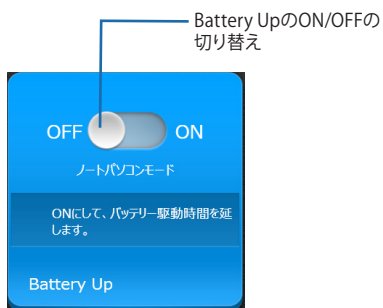 Battery UpのON/OFFの
切り替え
OFF ON
ノートパソコンモード
ONにして、バッテリー駆動時間を延
します。
Battery Up